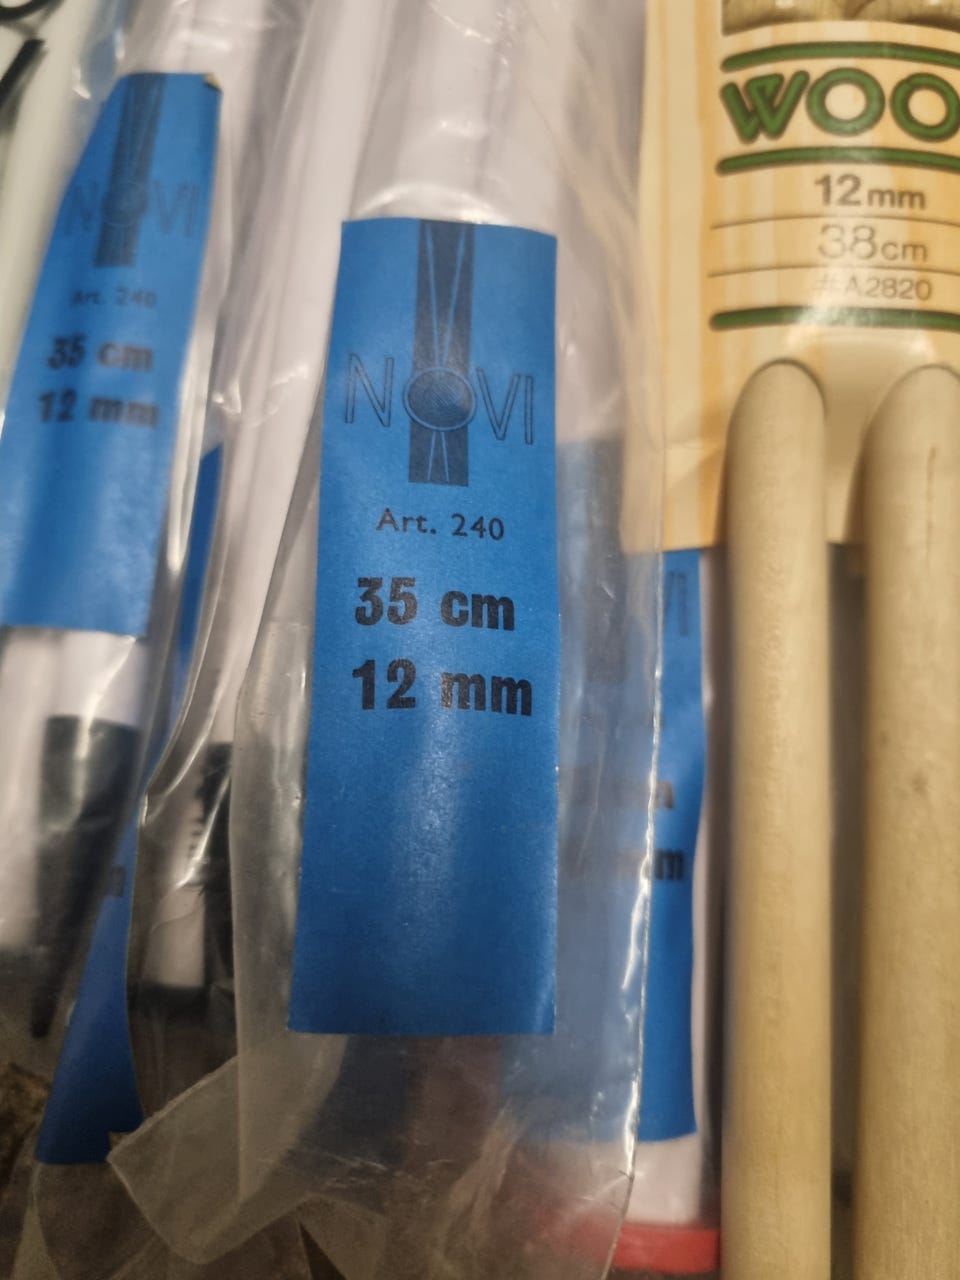 NOVI
Art. 240
35 cm
12 mm
NOVI
Art. 240
35 cm
12 mm
WOO
12mm
38cm
#A2820